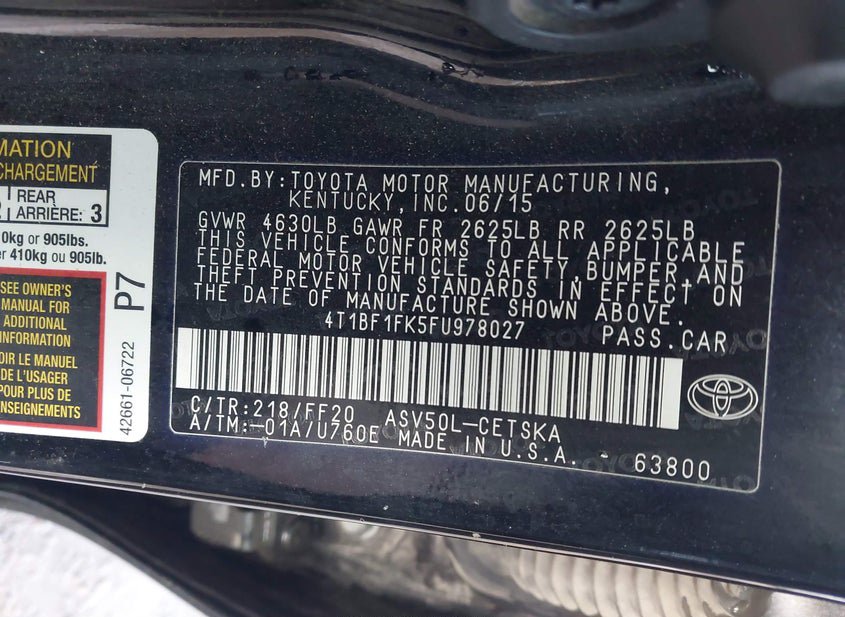 MATION
CHARGEMENT
REAR
ARRIÈRE: 3
0kg or 905lbs.
410kg ou 905lb.
SEE OWNER'S
MANUAL FOR
ADDITIONAL
INFORMATION
OIR LE MANUEL
DE L'USAGER
POUR PLUS DE
RENSEIGNEMENTS
P7
42661-06722
MFD.BY:TOYOTA MOTOR MANUFACTURING,
KENTUCKY,INC.06/15
GVWR 4630LB GAWR FR 2625LB RR 2625LB
THIS VEHICLE CONFORMS TO ALL APPLICABLE
FEDERAL MOTOR VEHICLE SAFETY,BUMPER,AND
THEFT PREVENTION STANDARDS IN EFFECT ON
THE DATE OF MANUFACTURE SHOWN ABOVE.
4T1BF1FK5FU978027 PASS.CAR
C/TR:218/FF20 ASV50L-CETSKA
A/TM:-01A/U760E MADE IN U.S.A. 63800